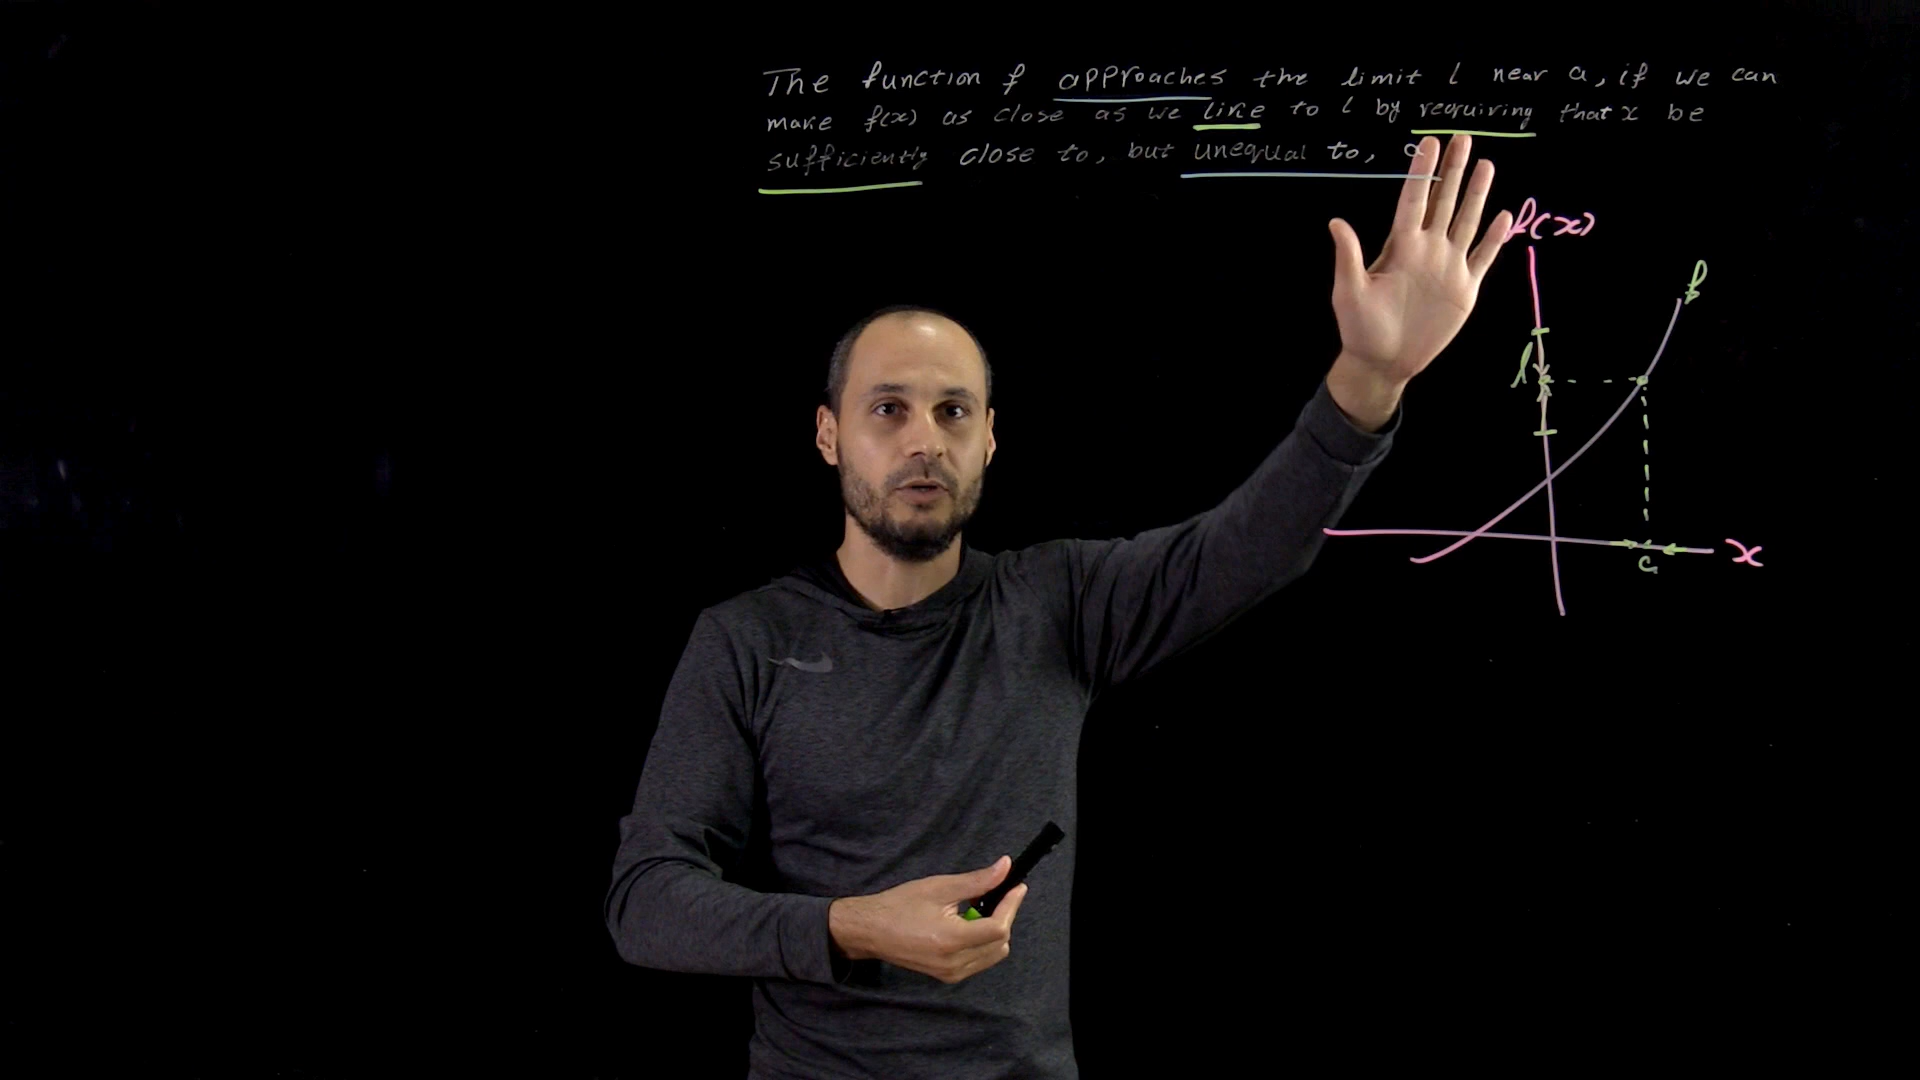 The function f approaches the limit l near a, if we can
make f(x) as close as we like to l by requiring that x be
sufficiently close to, but unequal to, a
f(x)
f
l
x
a